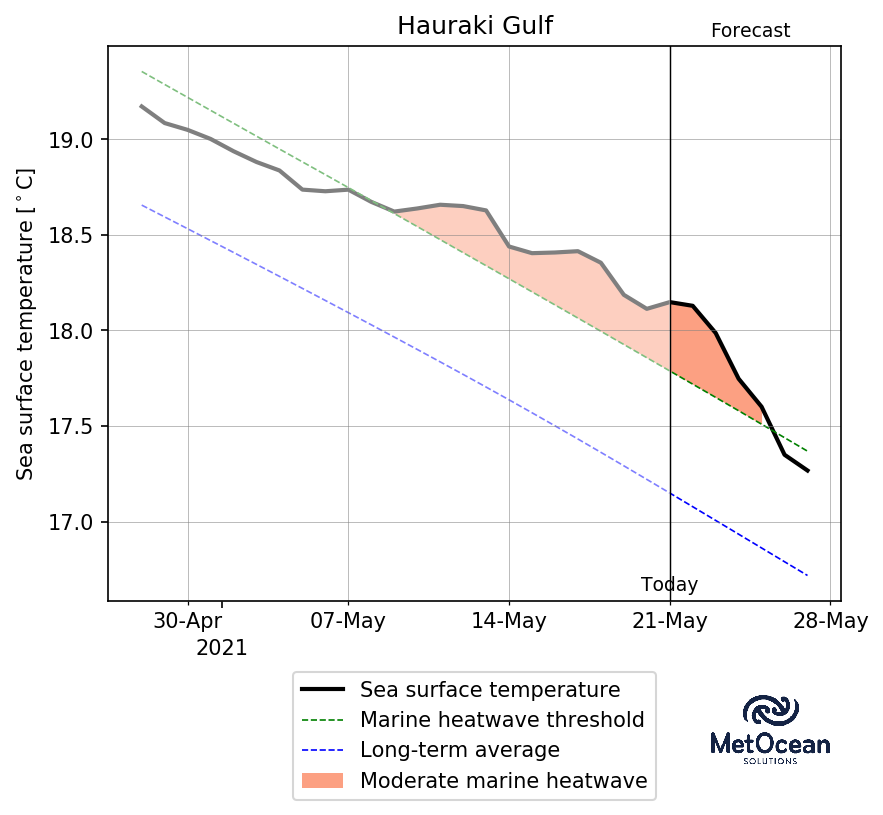 Hauraki Gulf
Forecast
Sea surface temperature [°C]
19.0
18.5
18.0
17.5
17.0
Today
30-Apr 07-May 14-May 21-May 28-May
2021
Sea surface temperature
Marine heatwave threshold
Long-term average
Moderate marine heatwave
MetOcean
SOLUTIONS